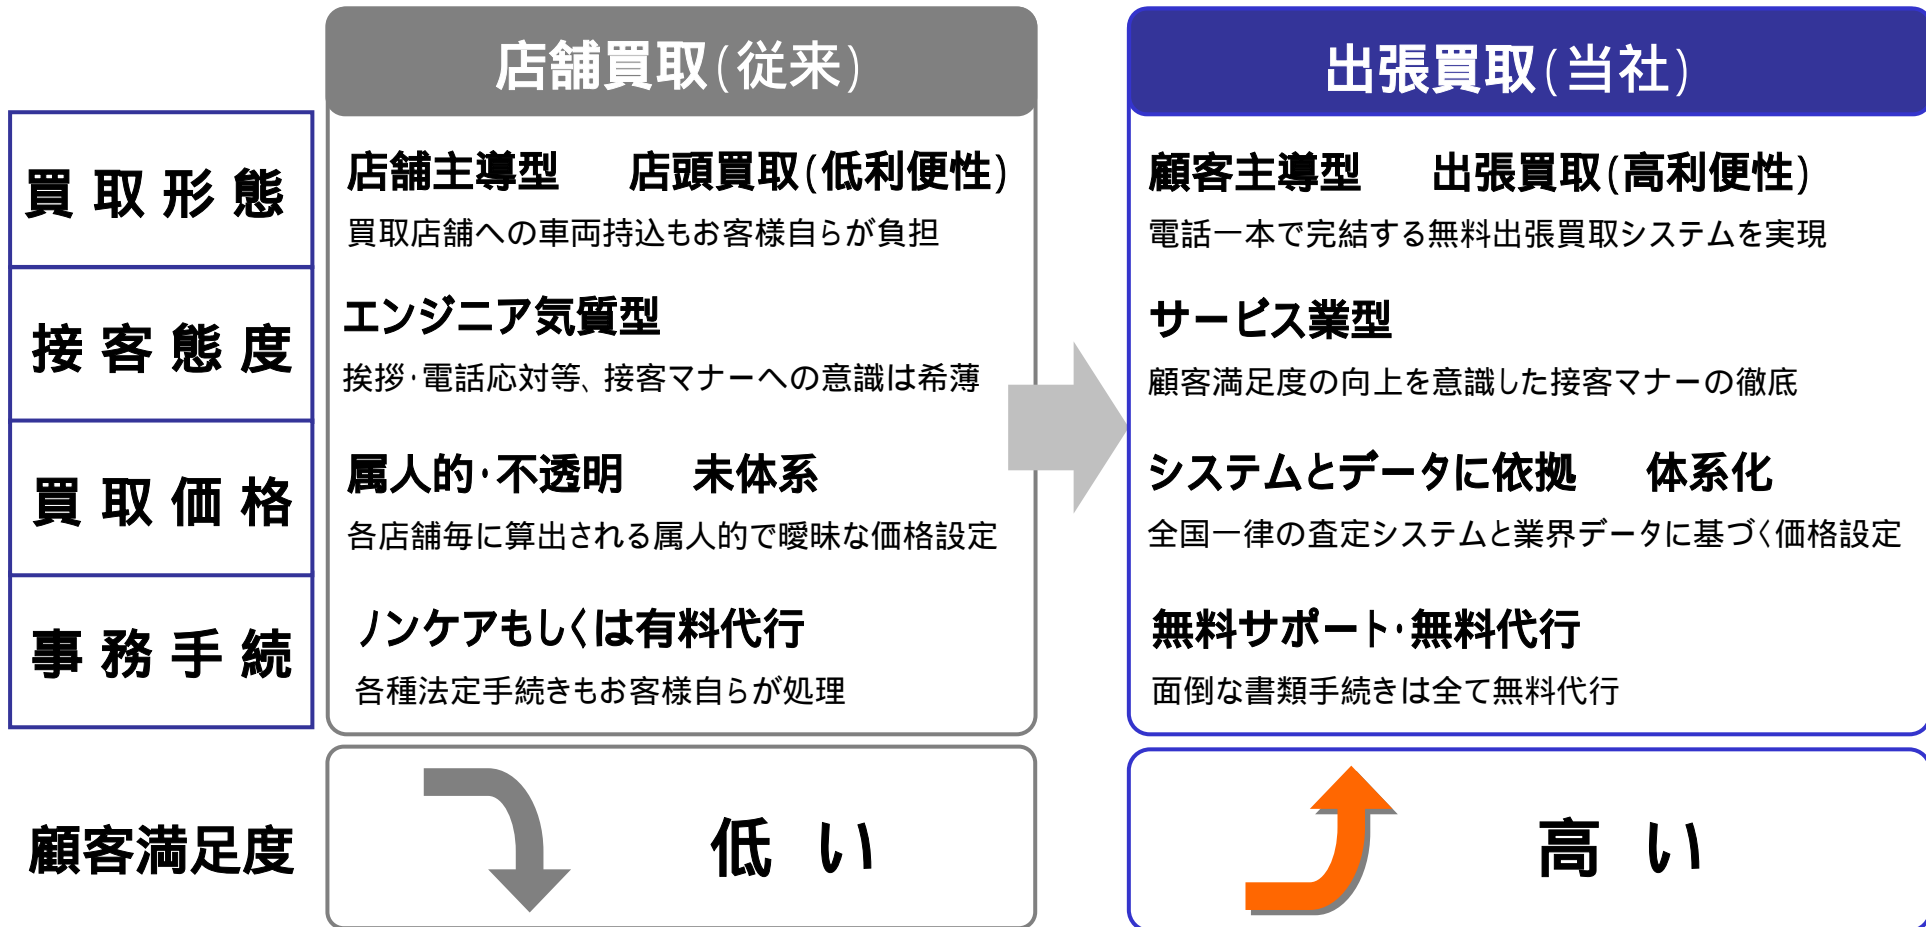 店舗買取(従来) 出張買取(当社)
買取形態
店舗主導型 店頭買取(低利便性)
買取店舗への車両持込もお客様自らが負担
顧客主導型 出張買取(高利便性)
電話一本で完結する無料出張買取システムを実現
接客態度
エンジニア気質型
挨拶・電話応対等、接客マナーへの意識は希薄
サービス業型
顧客満足度の向上を意識した接客マナーの徹底
買取価格
属人的・不透明 未体系
各店舗毎に算出される属人的で曖昧な価格設定
システムとデータに依拠 体系化
全国一律の査定システムと業界データに基づく価格設定
事務手続
ノンケアもしくは有料代行
各種法定手続きもお客様自らが処理
無料サポート・無料代行
面倒な書類手続きは全て無料代行
顧客満足度
低い
高い